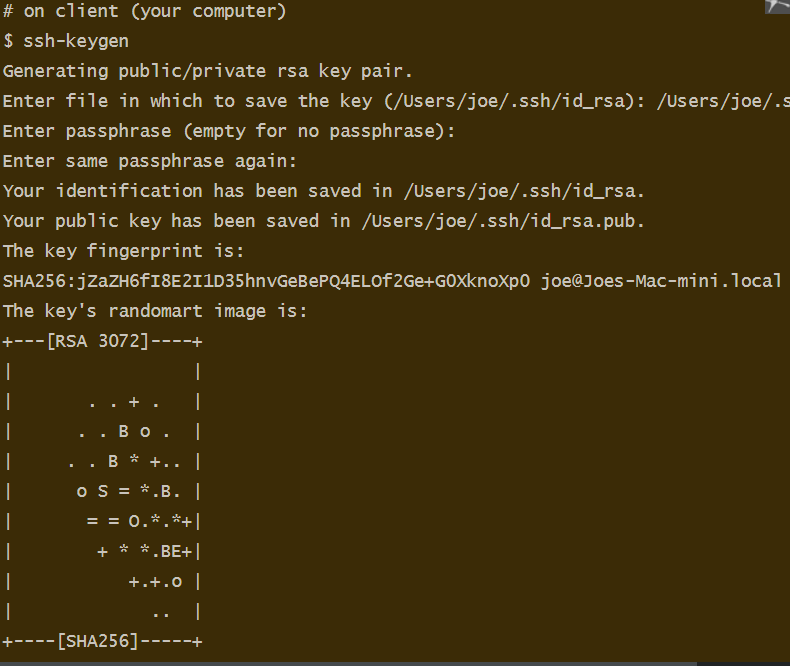 # on client (your computer)
$ ssh-keygen
Generating public/private rsa key pair.
Enter file in which to save the key (/Users/joe/.ssh/id_rsa): /Users/joe/.s
Enter passphrase (empty for no passphrase):
Enter same passphrase again:
Your identification has been saved in /Users/joe/.ssh/id_rsa.
Your public key has been saved in /Users/joe/.ssh/id_rsa.pub.
The key fingerprint is:
SHA256:jZaZH6fI8E2I1D35hnvGeBePQ4ELOf2Ge+G0XknoXp0 joe@Joes-Mac-mini.local
The key's randomart image is:
+---[RSA 3072]----+
|                 |
|       . . + .   |
|      . . B o .  |
|     . . B * +.. |
|      o S = *.B. |
|       = = O.*.*+|
|        + * *.BE+|
|           +.+.o |
|             ..  |
+----[SHA256]-----+